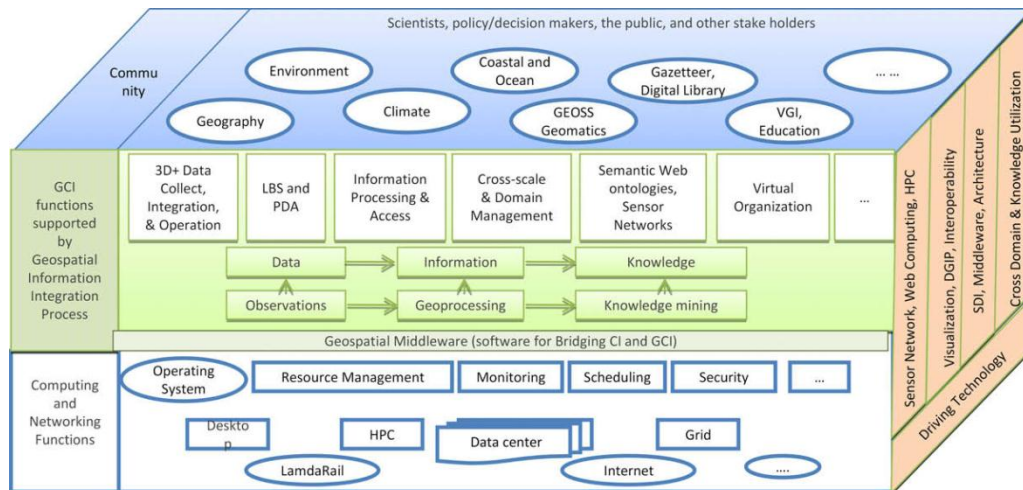 Scientists, policy/decision makers, the public, and other stake holders
Commu
nity
Environment
Coastal and
Ocean
Gazetteer,
Digital Library
... ...
Geography
Climate
GEOSS
Geomatics
VGI,
Education
GCI
functions
supported
by
Geospatial
Information
Integration
Process
3D+ Data
Collect,
Integration,
& Operation
LBS and
PDA
Information
Processing &
Access
Cross-scale
& Domain
Management
Semantic Web
ontologies,
Sensor
Networks
Virtual
Organization
...
Data
Information
Knowledge
Observations
Geoprocessing
Knowledge mining
Geospatial Middleware (software for Bridging CI and GCI)
Computing
and
Networking
Functions
Operating
System
Resource Management
Monitoring
Scheduling
Security
...
Deskto
p
HPC
Data center
Grid
LamdaRail
Internet
....
Sensor Network, Web Computing, HPC
Visualization, DGIP, Interoperability
SDI, Middleware, Architecture
Cross Domain & Knowledge Utilization
Driving Technology